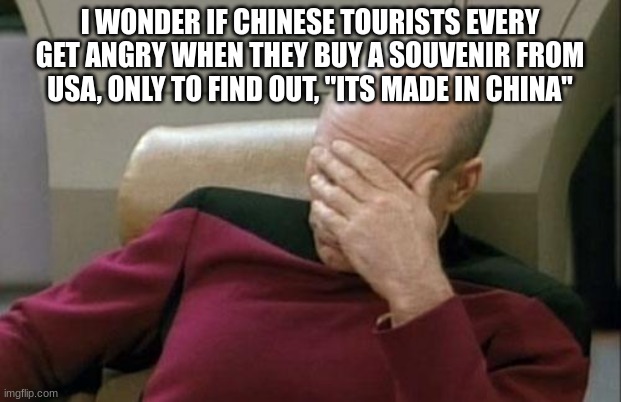 I WONDER IF CHINESE TOURISTS EVERY
GET ANGRY WHEN THEY BUY A SOUVENIR FROM
USA, ONLY TO FIND OUT, "ITS MADE IN CHINA"
imgflip.com